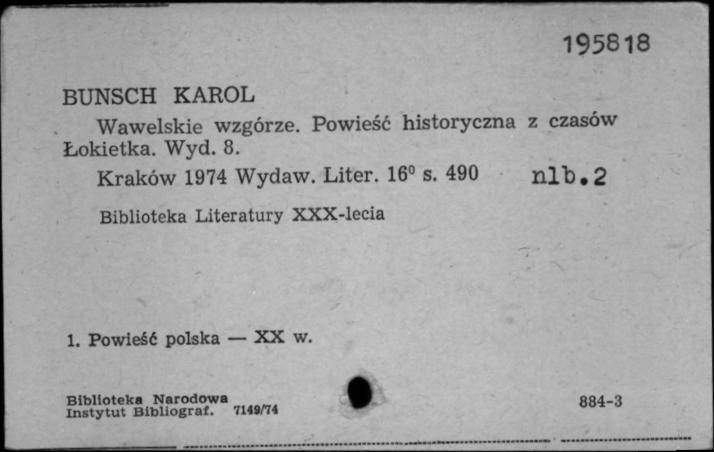 195818
BUNSCH KAROL
Wawelskie wzgórze. Powieść historyczna z czasów
Łokietka. Wyd. 8.
Kraków 1974 Wydaw. Liter. 16⁰ s. 490 nlb.2
Biblioteka Literatury XXX-lecia
1. Powieść polska — XX w.
Biblioteka Narodowa
Instytut Bibliograf. 7149/74 884-3